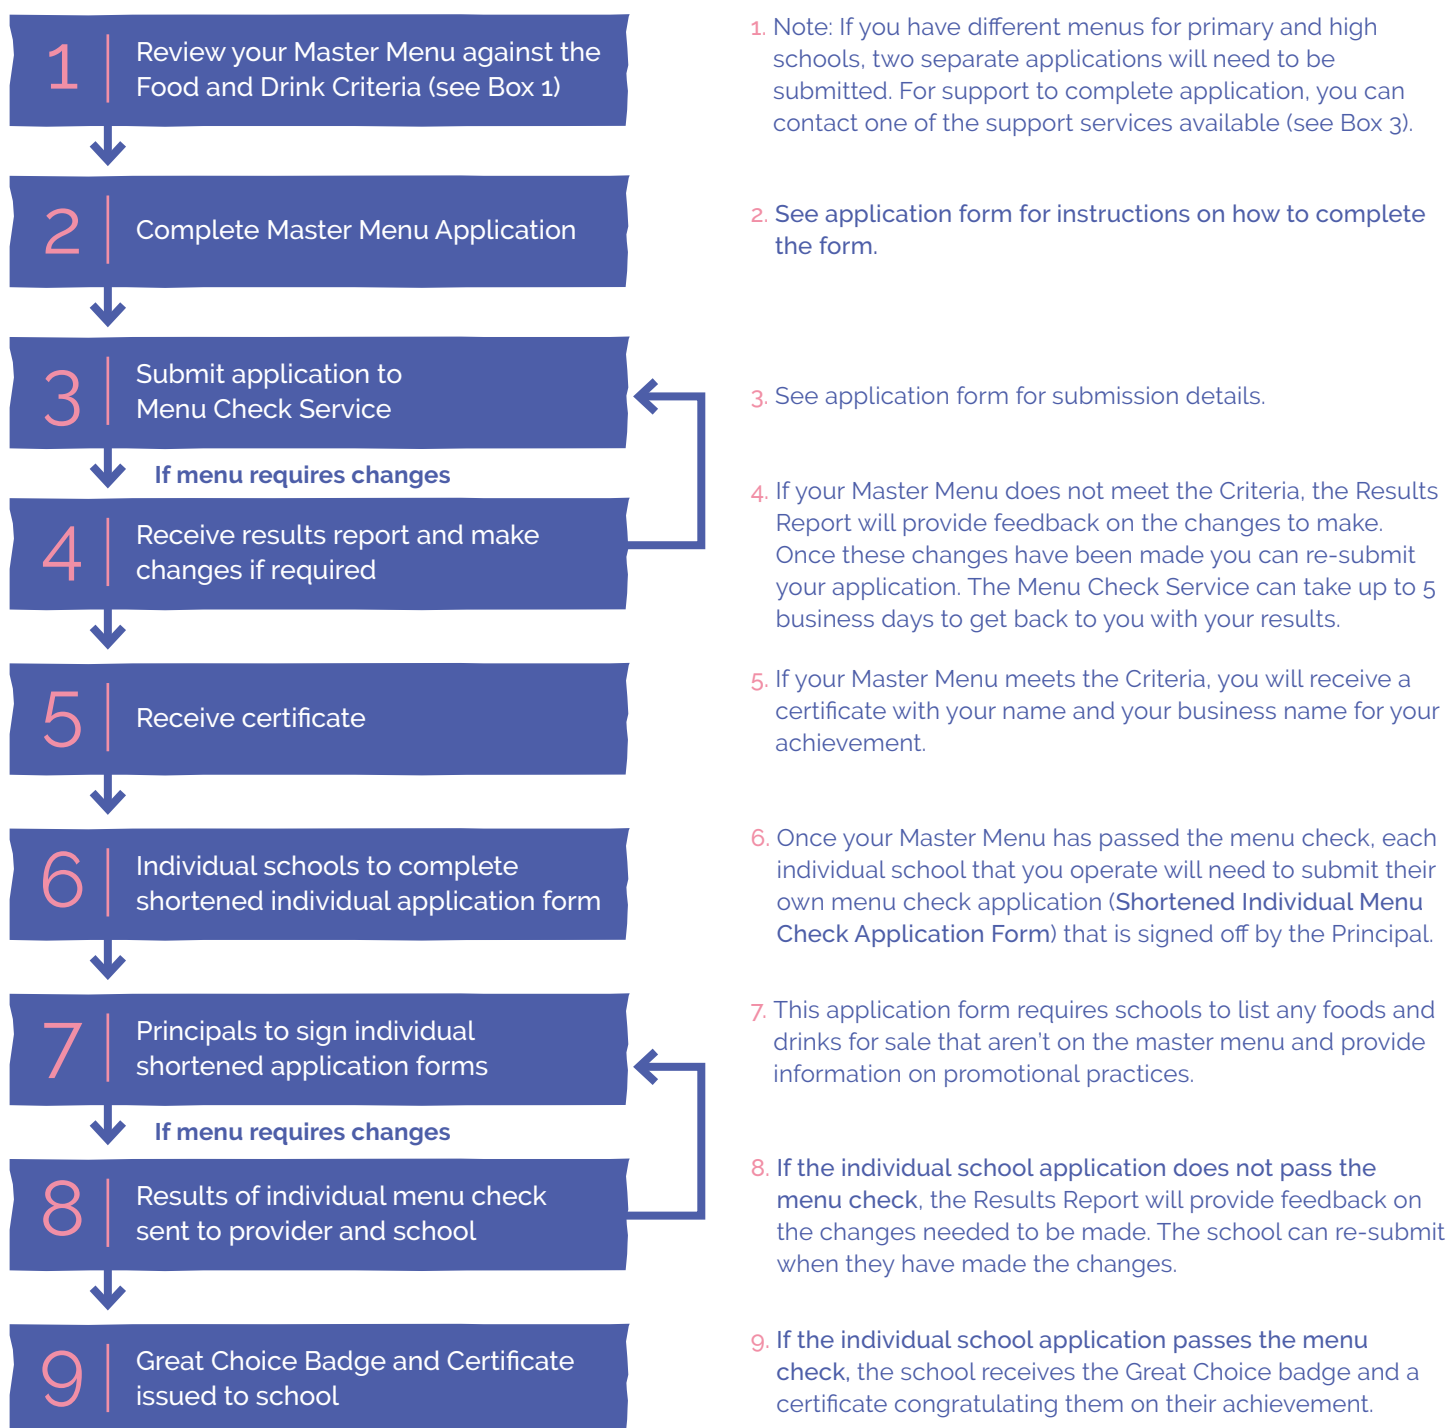 1
Review your Master Menu against the
Food and Drink Criteria (see Box 1)
1. Note: If you have different menus for primary and high
schools, two separate applications will need to be
submitted. For support to complete application, you can
contact one of the support services available (see Box 3).
2
Complete Master Menu Application
2. See application form for instructions on how to complete
the form.
3
Submit application to
Menu Check Service
3. See application form for submission details.
If menu requires changes
4
Receive results report and make
changes if required
4. If your Master Menu does not meet the Criteria, the Results
Report will provide feedback on the changes to make.
Once these changes have been made you can re-submit
your application. The Menu Check Service can take up to 5
business days to get back to you with your results.
5
Receive certificate
5. If your Master Menu meets the Criteria, you will receive a
certificate with your name and your business name for your
achievement.
6
Individual schools to complete
shortened individual application form
6. Once your Master Menu has passed the menu check, each
individual school that you operate will need to submit their
own menu check application (Shortened Individual Menu
Check Application Form) that is signed off by the Principal.
7
Principals to sign individual
shortened application forms
7. This application form requires schools to list any foods and
drinks for sale that aren't on the master menu and provide
information on promotional practices.
If menu requires changes
8
Results of individual menu check
sent to provider and school
8. If the individual school application does not pass the
menu check, the Results Report will provide feedback on
the changes needed to be made. The school can re-submit
when they have made the changes.
9
Great Choice Badge and Certificate
issued to school
9. If the individual school application passes the menu
check, the school receives the Great Choice badge and a
certificate congratulating them on their achievement.